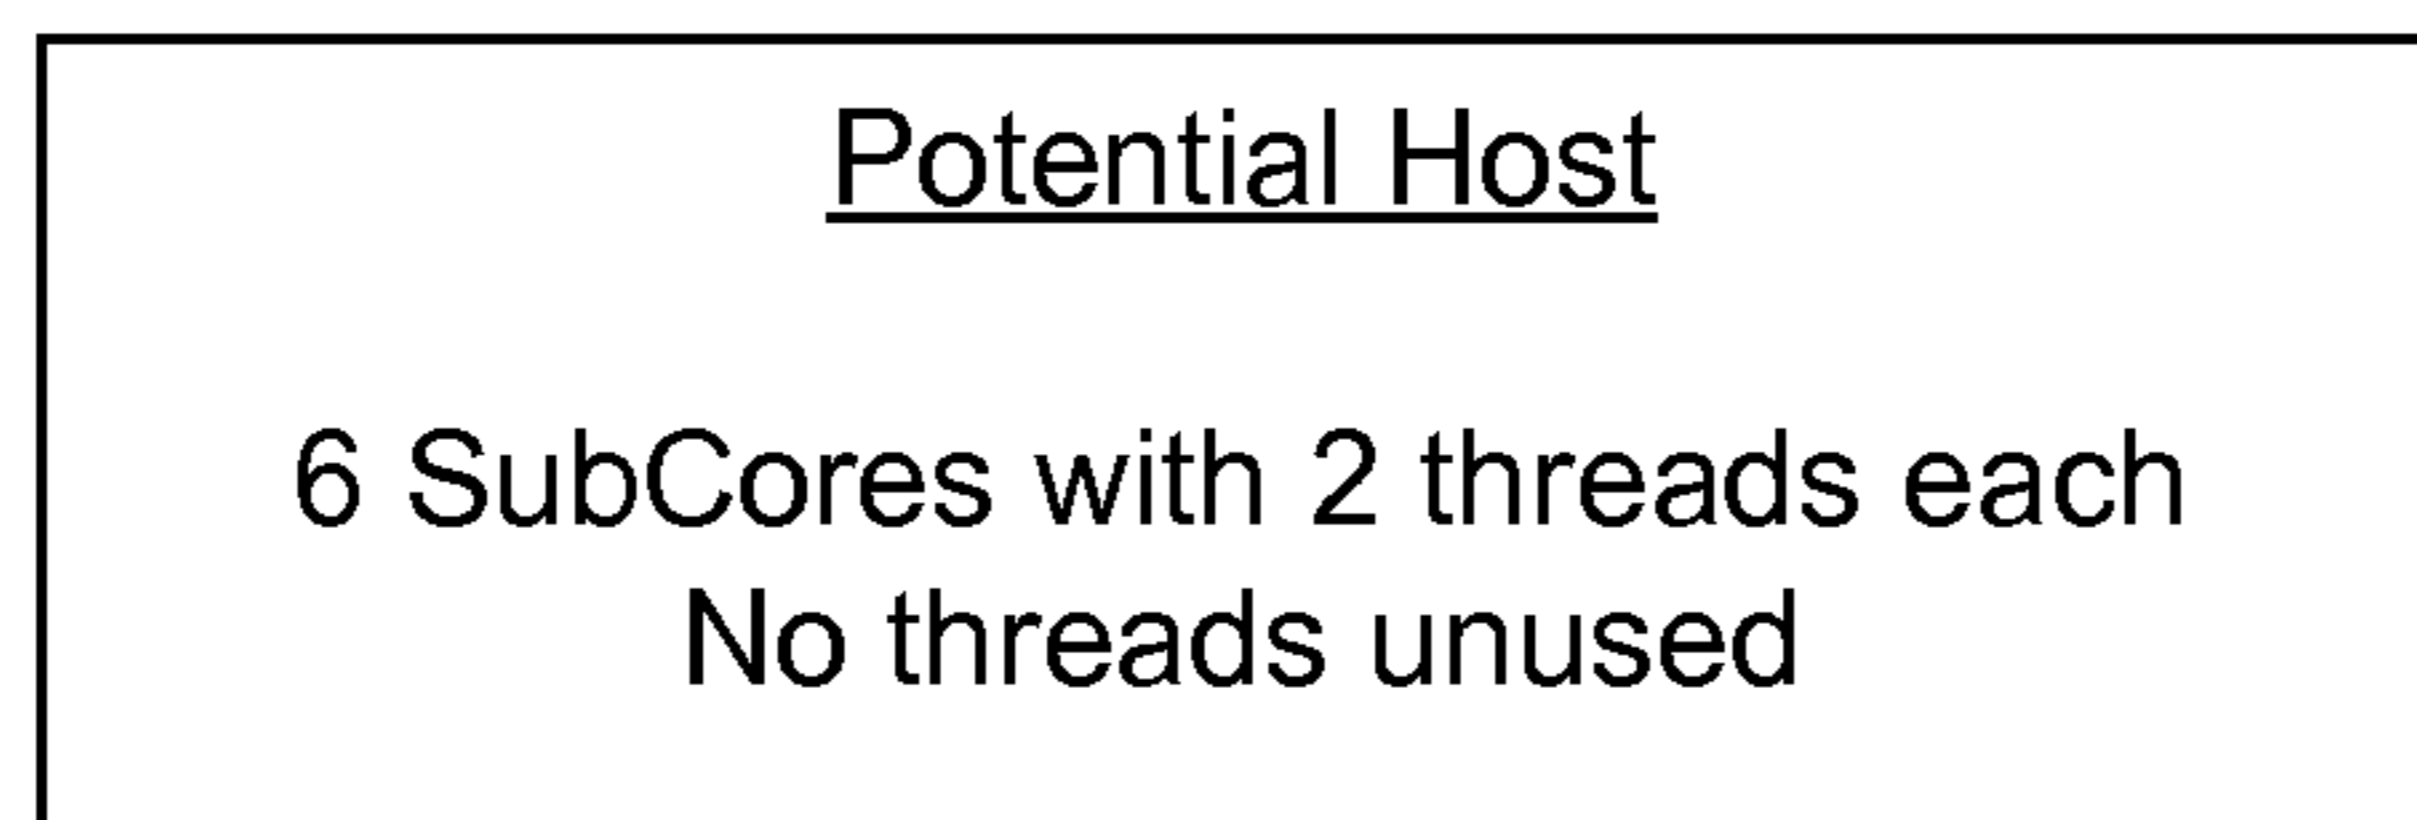 Potential Host
6 SubCores with 2 threads each
No threads unused